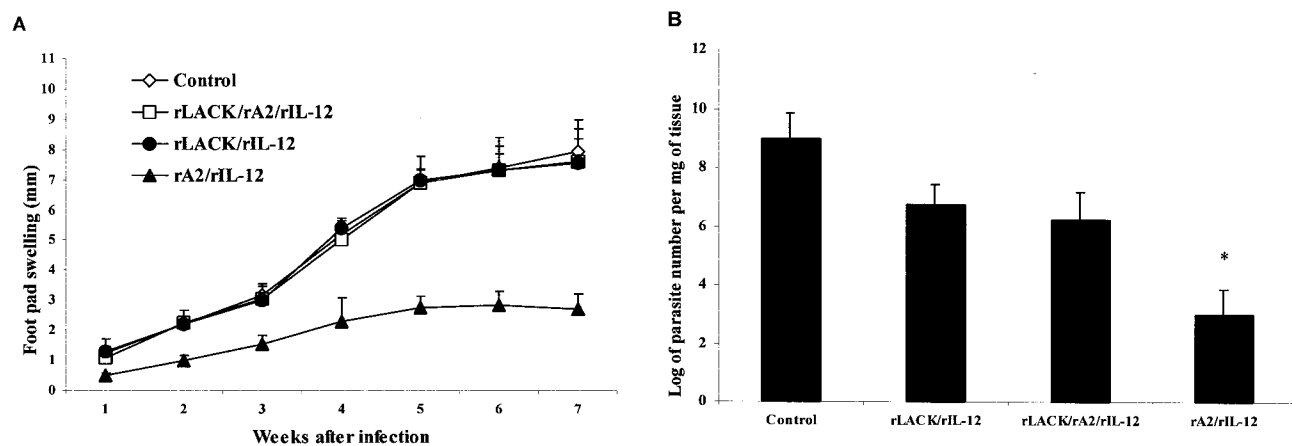 A
Control
rLACK/rA2/rIL-12
rLACK/rIL-12
rA2/rIL-12
Foot pad swelling (mm)
11
10
9
8
7
6
5
4
3
2
1
0
1 2 3 4 5 6 7
Weeks after infection
B
Log of parasite number per mg of tissue
12
10
8
6
4
2
0
*
Control rLACK/rIL-12 rLACK/rA2/rIL-12 rA2/rIL-12